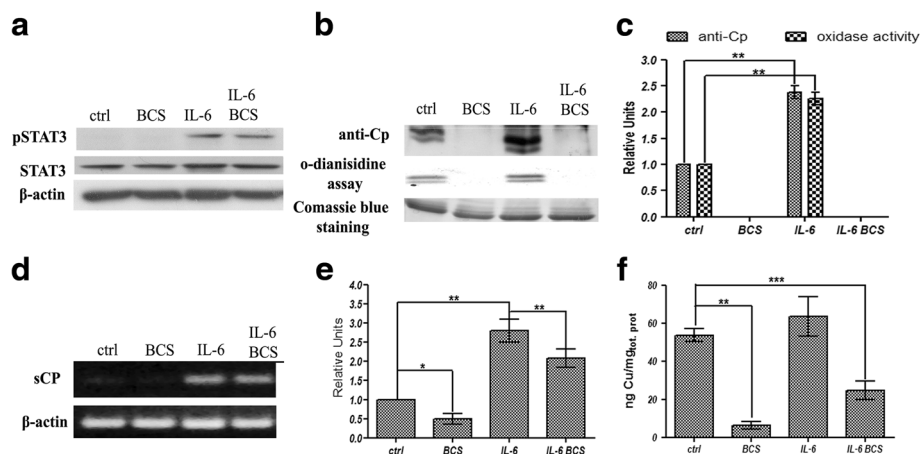 a
ctrl BCS IL-6 IL-6 BCS
pSTAT3
STAT3
β-actin
b
ctrl BCS IL-6 IL-6 BCS
anti-Cp
o-dianisidine
assay
Comassie blue
staining
c
anti-Cp oxidase activity
**
**
Relative Units
3.0
2.5
2.0
1.5
1.0
0.5
0.0
ctrl BCS IL-6 IL-6 BCS
d
ctrl BCS IL-6 IL-6 BCS
sCP
β-actin
e
Relative Units
4.0
3.5
3.0
2.5
2.0
1.5
1.0
0.5
0.0
**
**
*
ctrl BCS IL-6 IL-6 BCS
f
ng Cu/mg tot. prot
80
60
40
20
0
***
**
ctrl BCS IL-6 IL-6 BCS